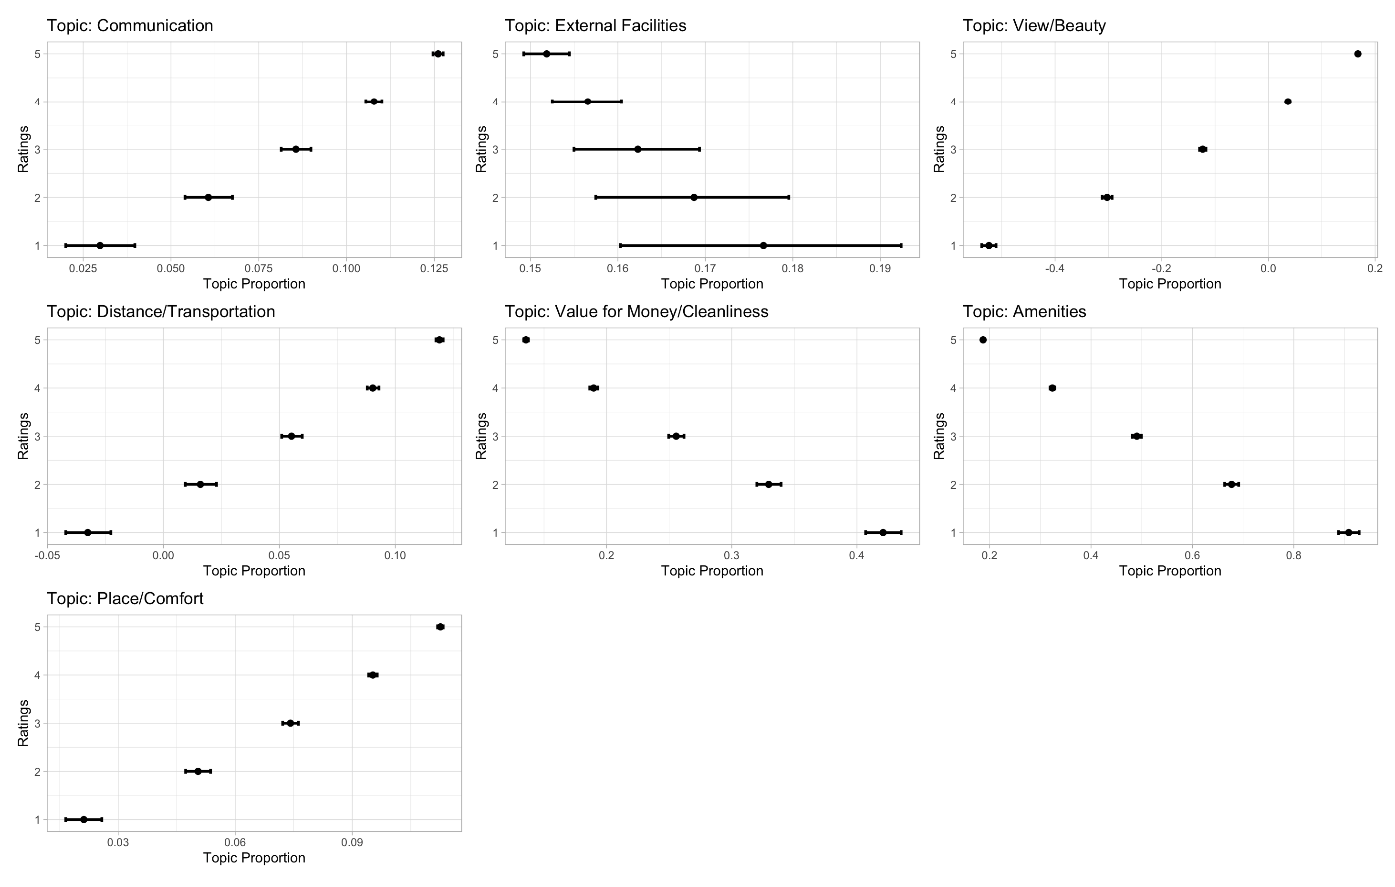 Topic: Communication
Ratings
5
4
3
2
1
0.025 0.050 0.075 0.100 0.125
Topic Proportion
Topic: External Facilities
Ratings
5
4
3
2
1
0.15 0.16 0.17 0.18 0.19
Topic Proportion
Topic: View/Beauty
Ratings
5
4
3
2
1
-0.4 -0.2 0.0 0.2
Topic Proportion
Topic: Distance/Transportation
Ratings
5
4
3
2
1
-0.05 0.00 0.05 0.10
Topic Proportion
Topic: Value for Money/Cleanliness
Ratings
5
4
3
2
1
0.2 0.3 0.4
Topic Proportion
Topic: Amenities
Ratings
5
4
3
2
1
0.2 0.4 0.6 0.8
Topic Proportion
Topic: Place/Comfort
Ratings
5
4
3
2
1
0.03 0.06 0.09
Topic Proportion